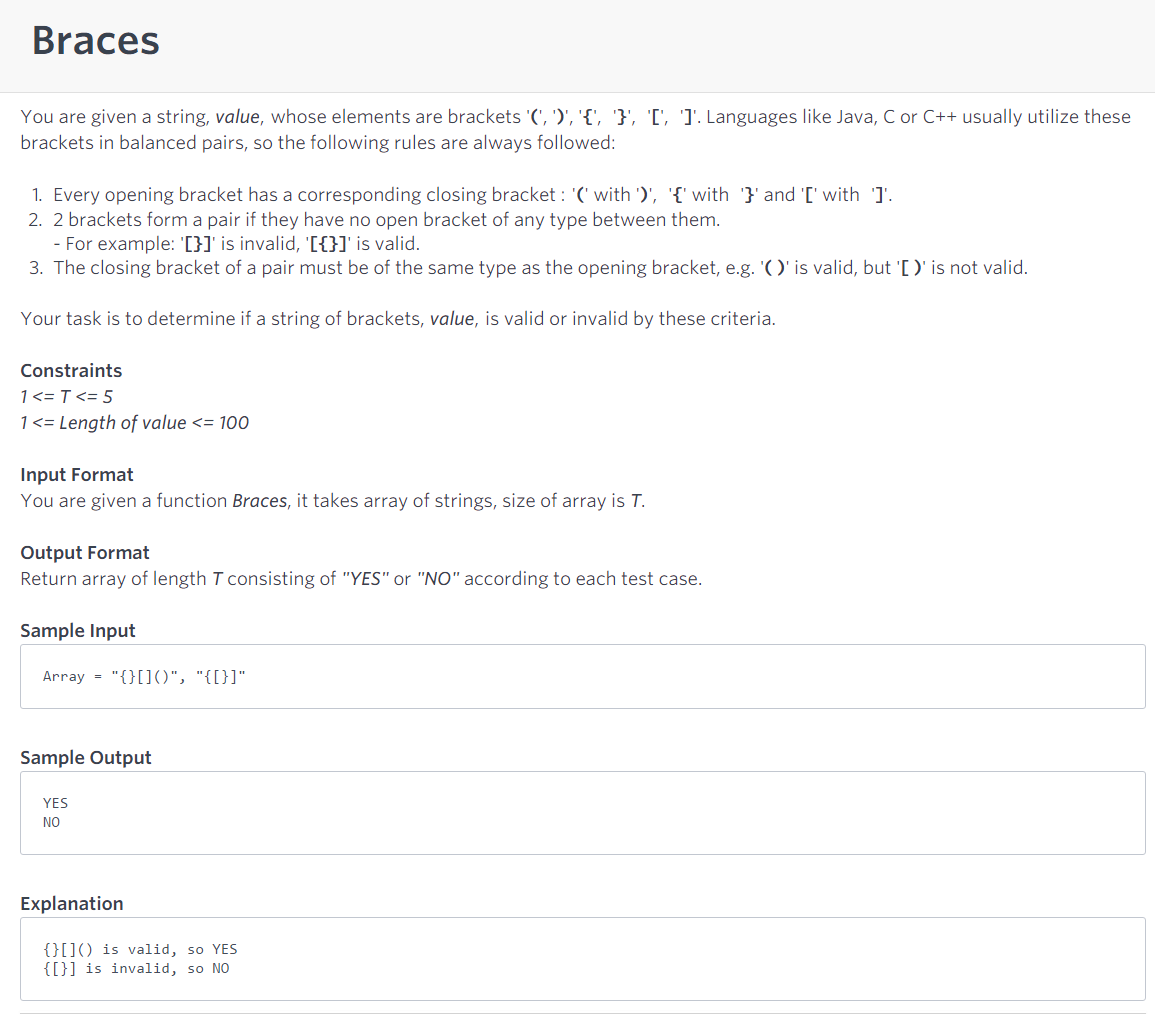 Braces
You are given a string, value, whose elements are brackets '(', ')', '{', '}', '[', ']'. Languages like Java, C or C++ usually utilize these
brackets in balanced pairs, so the following rules are always followed:
1. Every opening bracket has a corresponding closing bracket : '(' with ')', '{' with '}' and '[' with ']'.
2. 2 brackets form a pair if they have no open bracket of any type between them.
- For example: '[}]' is invalid, '[{}]' is valid.
3. The closing bracket of a pair must be of the same type as the opening bracket, e.g. '( )' is valid, but '[ )' is not valid.
Your task is to determine if a string of brackets, value, is valid or invalid by these criteria.
Constraints
1 <= T <= 5
1 <= Length of value <= 100
Input Format
You are given a function Braces, it takes array of strings, size of array is T.
Output Format
Return array of length T consisting of "YES" or "NO" according to each test case.
Sample Input
Array = "{}[]()", "{[}]"
Sample Output
YES
NO
Explanation
{}[]() is valid, so YES
{[}] is invalid, so NO